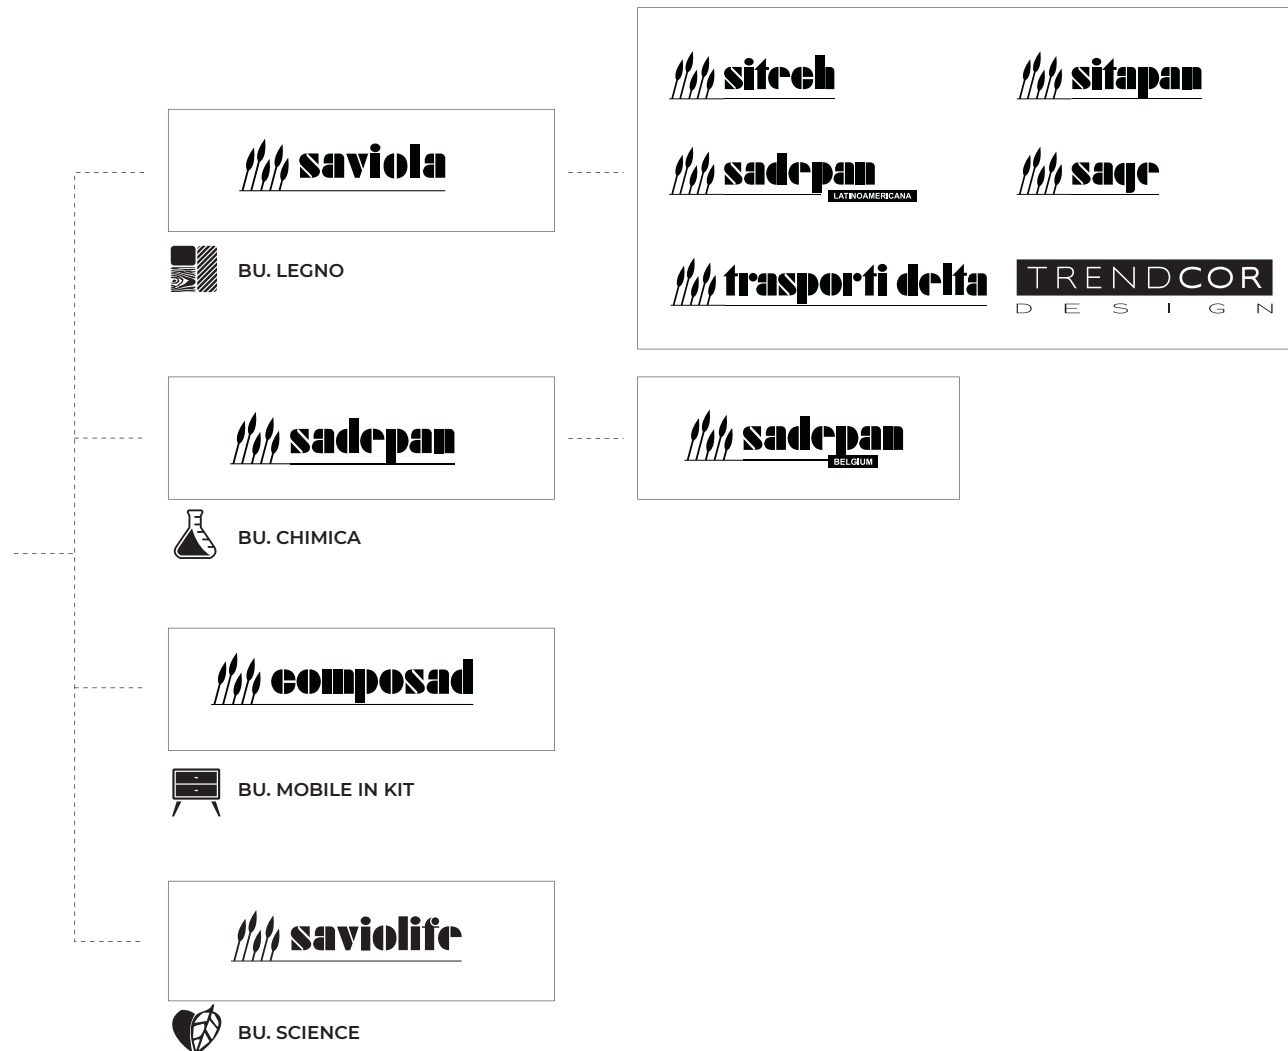 saviola
BU. LEGNO
sitech
sitapan
sadepan
LATINOAMERICANA
sage
trasporti delta
TRENDCOR
DESIGN
sadepan
BU. CHIMICA
sadepan
BELGIUM
composad
BU. MOBILE IN KIT
saviolife
BU. SCIENCE